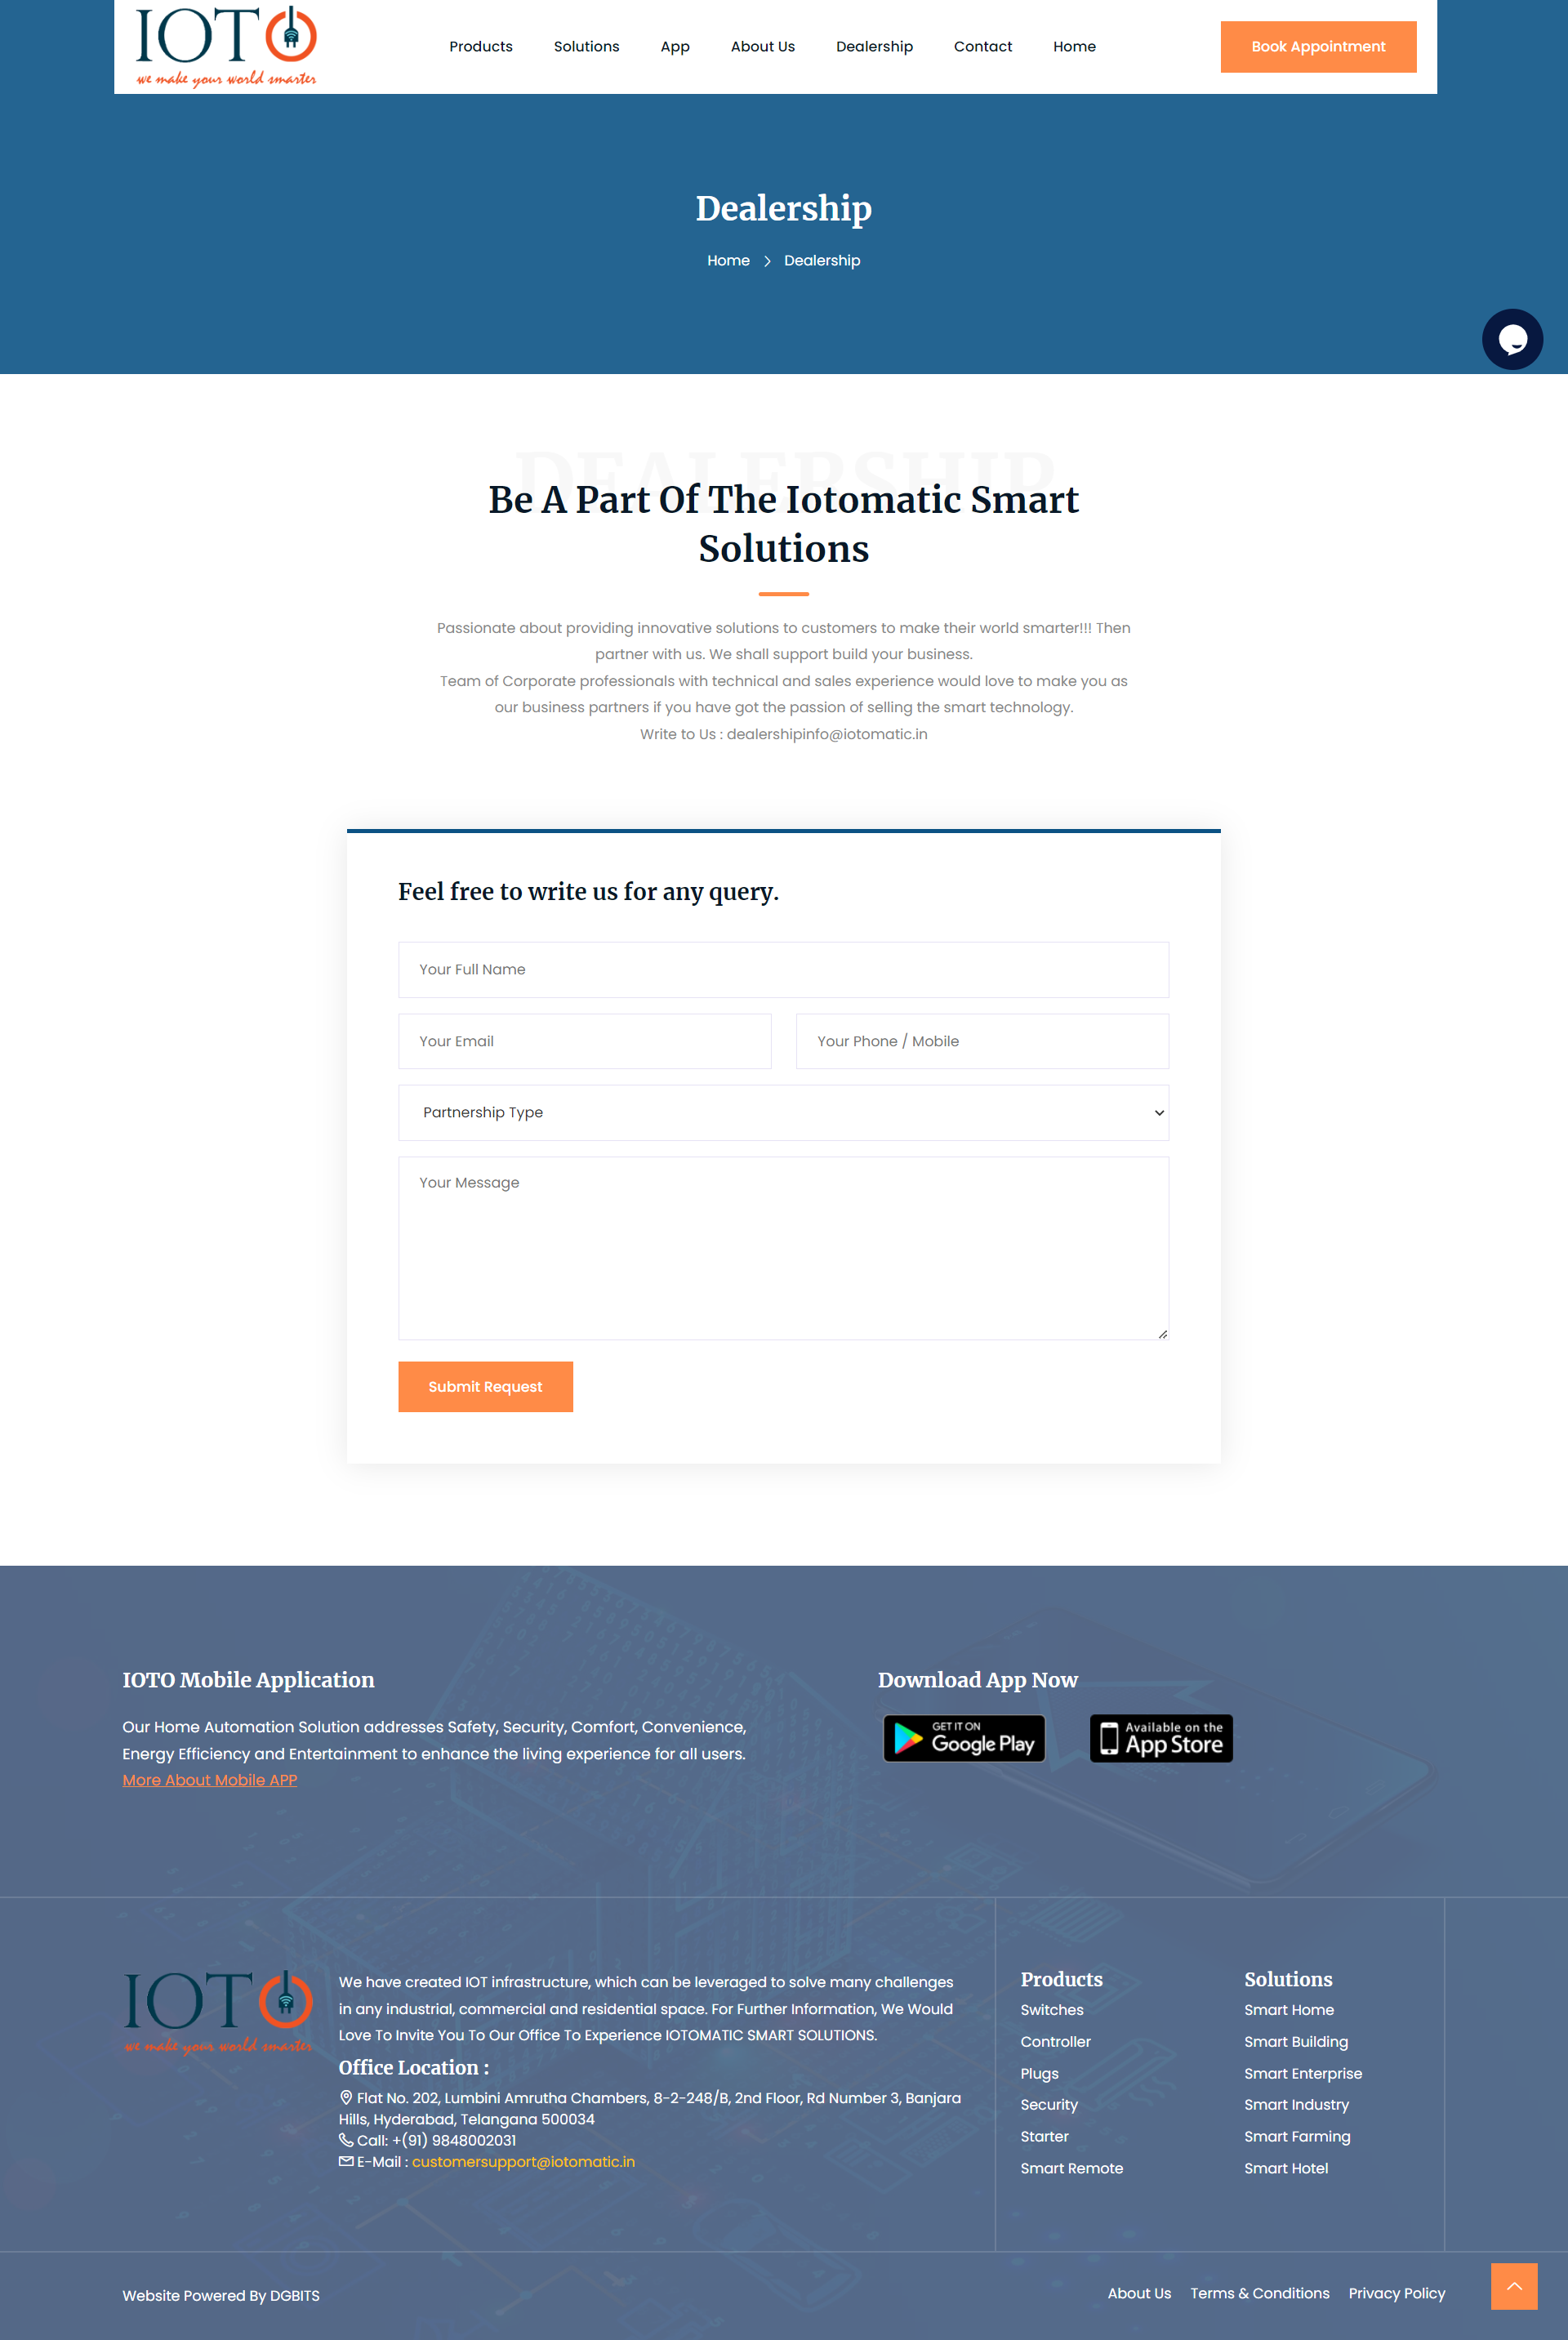 IOTO
we make your world smarter
Products
Solutions
App
About Us
Dealership
Contact
Home
Book Appointment
Dealership
Home
Dealership
DEALERSHIP
Be A Part Of The Iotomatic Smart
Solutions
Passionate about providing innovative solutions to customers to make their world smarter!!! Then
partner with us. We shall support build your business.
Team of Corporate professionals with technical and sales experience would love to make you as
our business partners if you have got the passion of selling the smart technology.
Write to Us : dealershipinfo@iotomatic.in
Feel free to write us for any query.
Your Full Name
Your Email
Your Phone / Mobile
Partnership Type
Your Message
Submit Request
IOTO Mobile Application
Our Home Automation Solution addresses Safety, Security, Comfort, Convenience,
Energy Efficiency and Entertainment to enhance the living experience for all users.
More About Mobile APP
Download App Now
GET IT ON
Google Play
Available on the
App Store
IOTO
we make your world smarter
We have created IOT infrastructure, which can be leveraged to solve many challenges
in any industrial, commercial and residential space. For Further Information, We Would
Love To Invite You To Our Office To Experience IOTOMATIC SMART SOLUTIONS.
Office Location :
Flat No. 202, Lumbini Amrutha Chambers, 8-2-248/B, 2nd Floor, Rd Number 3, Banjara
Hills, Hyderabad, Telangana 500034
Call: +(91) 9848002031
E-Mail : customersupport@iotomatic.in
Products
Switches
Controller
Plugs
Security
Starter
Smart Remote
Solutions
Smart Home
Smart Building
Smart Enterprise
Smart Industry
Smart Farming
Smart Hotel
Website Powered By DGBITS
About Us
Terms & Conditions
Privacy Policy